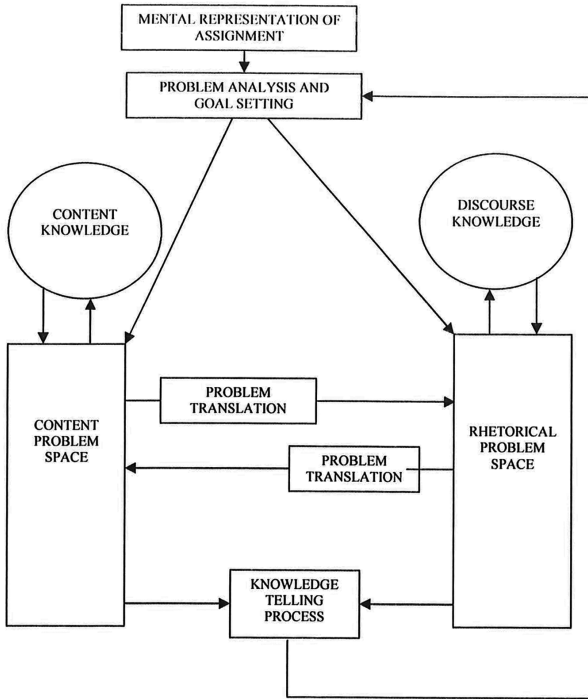 MENTAL REPRESENTATION OF
ASSIGNMENT
PROBLEM ANALYSIS AND
GOAL SETTING
CONTENT
KNOWLEDGE
DISCOURSE
KNOWLEDGE
PROBLEM
TRANSLATION
CONTENT
PROBLEM
SPACE
RHETORICAL
PROBLEM
SPACE
PROBLEM
TRANSLATION
KNOWLEDGE
TELLING
PROCESS